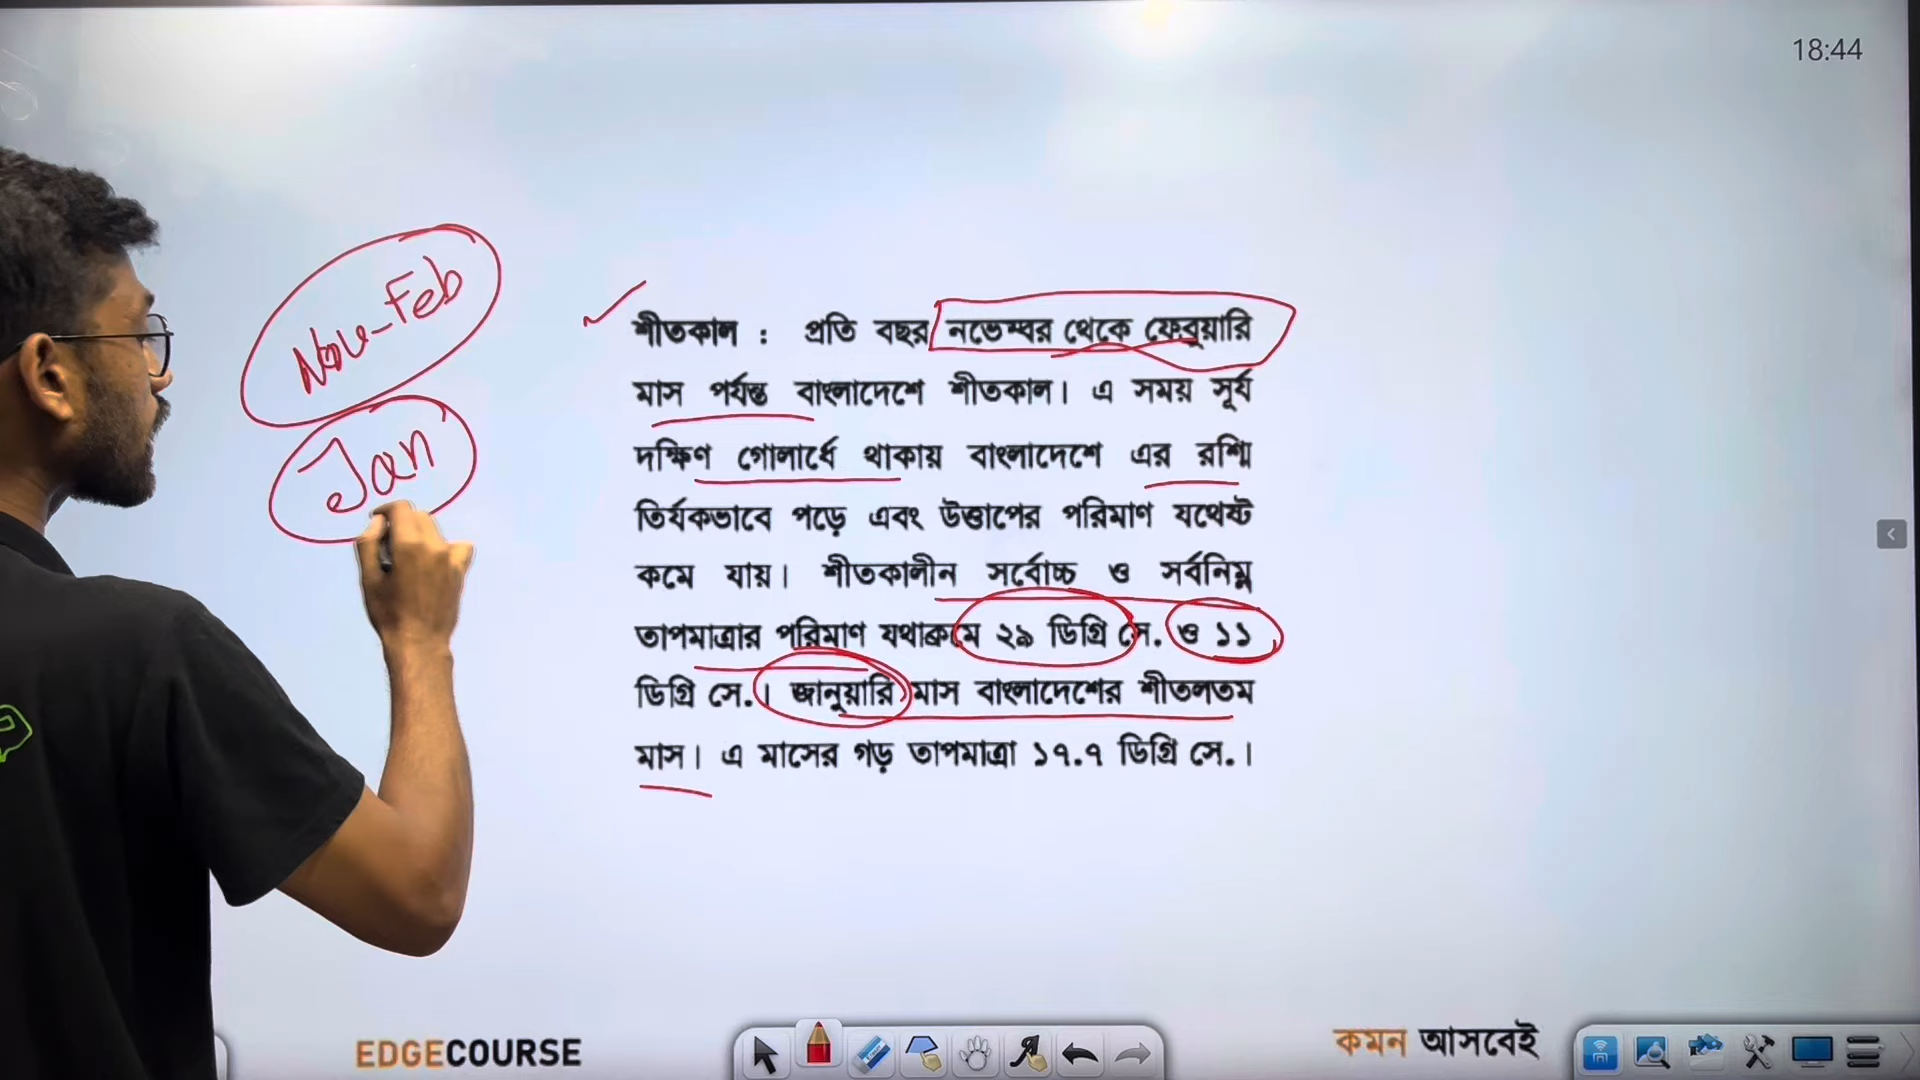 18:44
Nov-Feb
Jan
শীতকাল : প্রতি বছর নভেম্বর থেকে ফেব্রুয়ারি
মাস পর্যন্ত বাংলাদেশে শীতকাল। এ সময় সূর্য
দক্ষিণ গোলার্ধে থাকায় বাংলাদেশে এর রশ্মি
তির্যকভাবে পড়ে এবং উত্তাপের পরিমাণ যথেষ্ট
কমে যায়। শীতকালীন সর্বোচ্চ ও সর্বনিম্ন
তাপমাত্রার পরিমাণ যথাক্রমে ২৯ ডিগ্রি সে. ও ১১
ডিগ্রি সে.। জানুয়ারি মাস বাংলাদেশের শীতলতম
মাস। এ মাসের গড় তাপমাত্রা ১৭.৭ ডিগ্রি সে.।
EDGECOURSE
কমন আসবেই